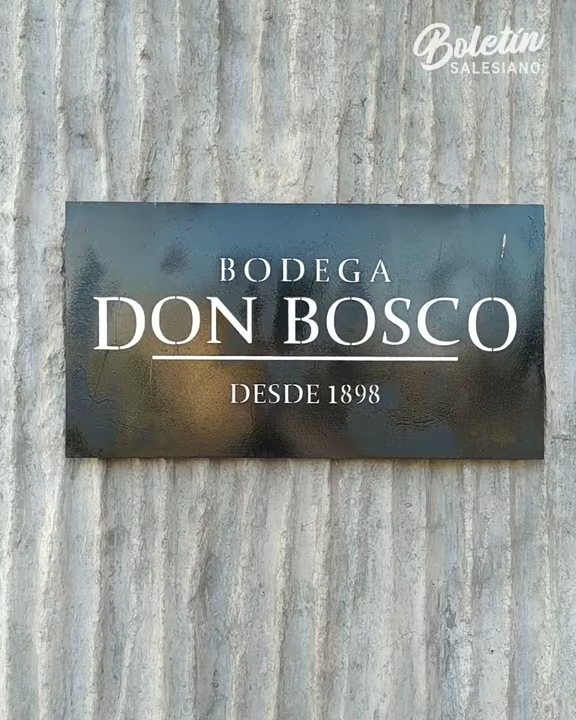 Boletín
SALESIANO
BODEGA
DON BOSCO
DESDE 1898